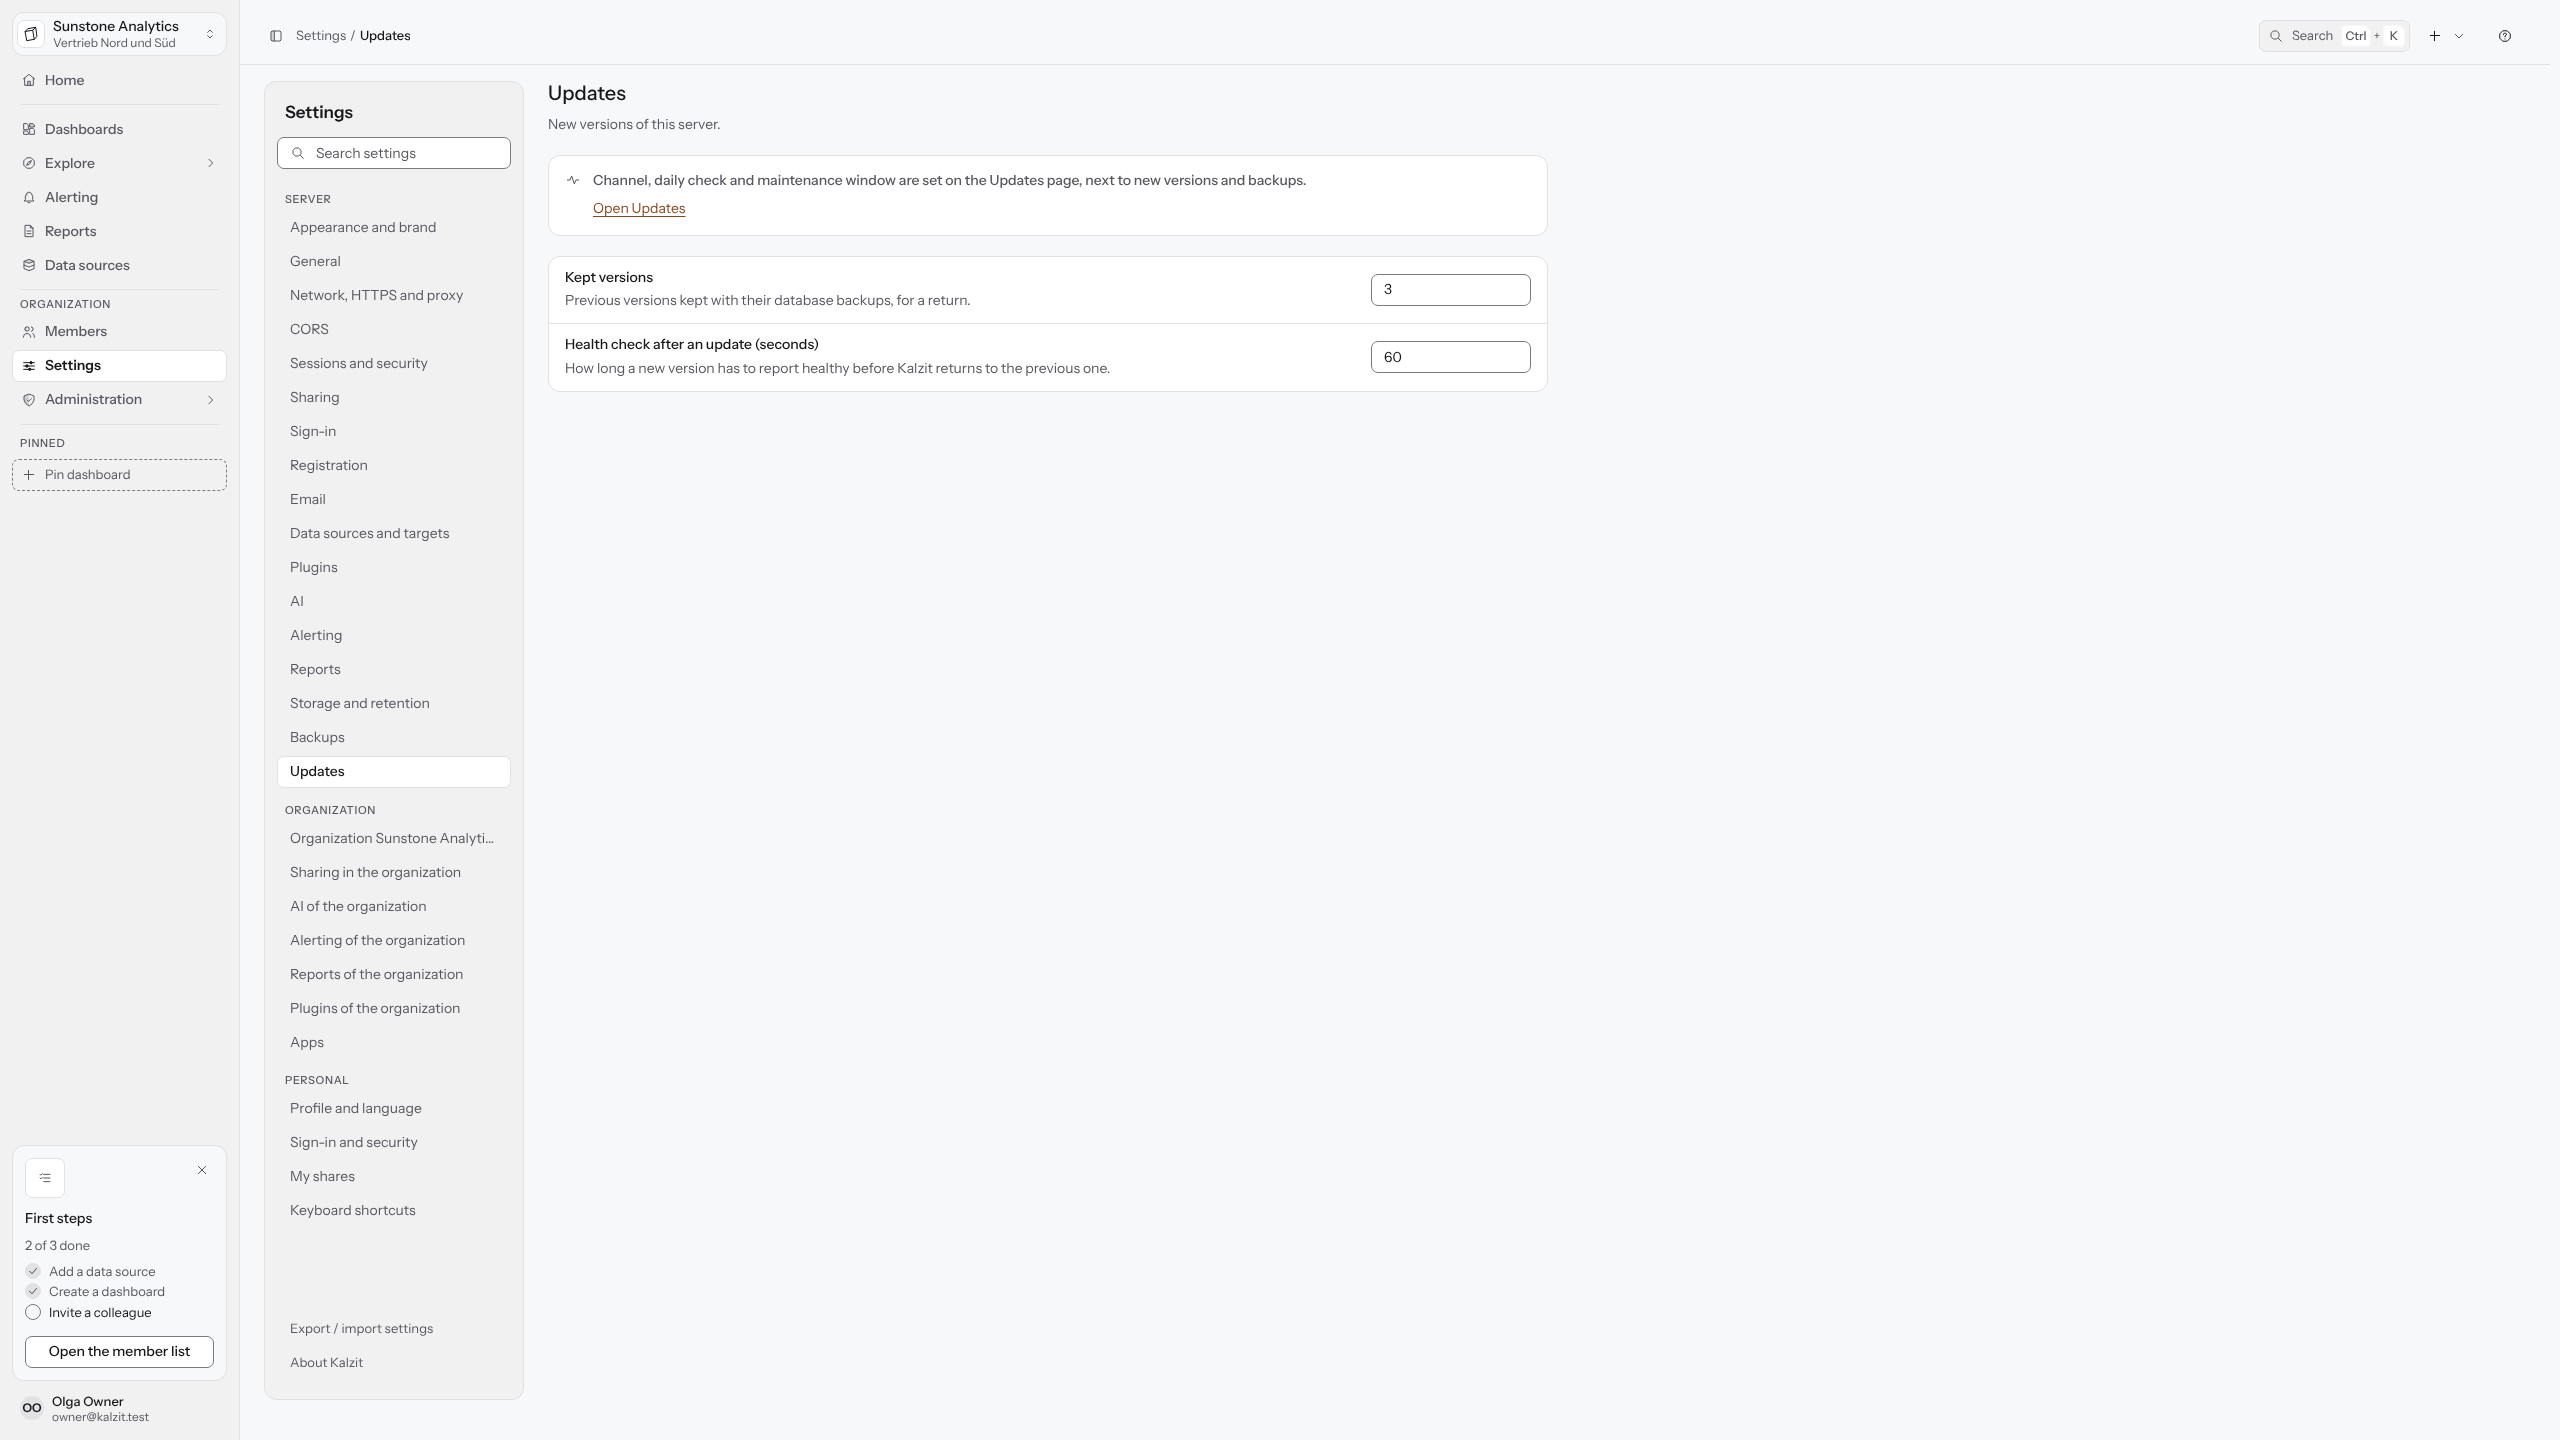 Sunstone Analytics
Vertrieb Nord und Süd
Home
Dashboards
Explore
Alerting
Reports
Data sources
ORGANIZATION
Members
Settings
Administration
PINNED
Pin dashboard
First steps
2 of 3 done
Add a data source
Create a dashboard
Invite a colleague
Open the member list
OO
Olga Owner
owner@kalzit.test
Settings / Updates
Search Ctrl + K
Settings
Search settings
SERVER
Appearance and brand
General
Network, HTTPS and proxy
CORS
Sessions and security
Sharing
Sign-in
Registration
Email
Data sources and targets
Plugins
AI
Alerting
Reports
Storage and retention
Backups
Updates
ORGANIZATION
Organization Sunstone Analyti...
Sharing in the organization
AI of the organization
Alerting of the organization
Reports of the organization
Plugins of the organization
Apps
PERSONAL
Profile and language
Sign-in and security
My shares
Keyboard shortcuts
Export / import settings
About Kalzit
Updates
New versions of this server.
Channel, daily check and maintenance window are set on the Updates page, next to new versions and backups.
Open Updates
Kept versions
Previous versions kept with their database backups, for a return.
3
Health check after an update (seconds)
How long a new version has to report healthy before Kalzit returns to the previous one.
60